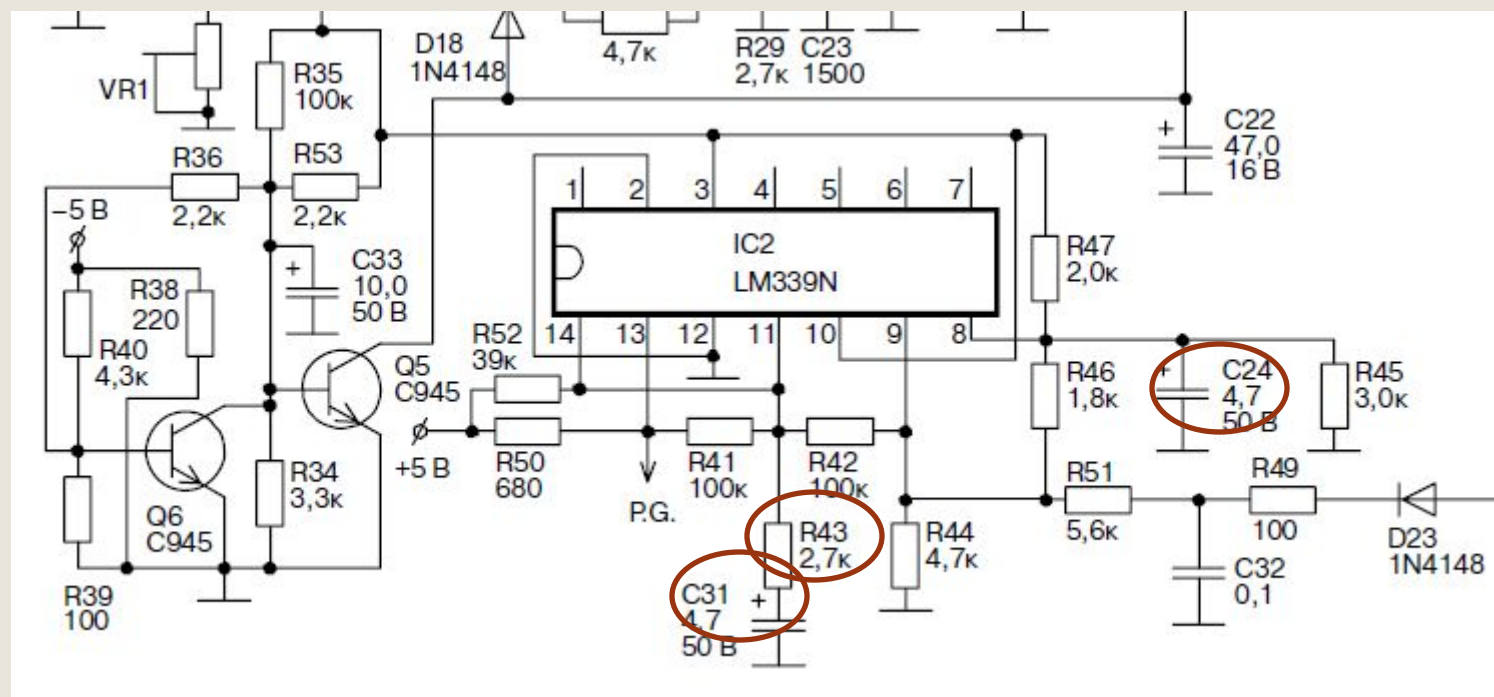 VR1
R35
100к
D18
1N4148
4,7к
R29
2,7к
C23
1500
C22
47,0
16 В
R36
2,2к
R53
2,2к
1 2 3 4 5 6 7
IC2
LM339N
14 13 12 11 10 9 8
R47
2,0к
–5 В
R38
220
R40
4,3к
C33
10,0
50 В
R52
39к
Q5
C945
R46
1,8к
C24
4,7
50 В
R45
3,0к
+5 В
R50
680
R41
100к
R42
100к
P.G.
R34
3,3к
Q6
C945
R39
100
R43
2,7к
C31
4,7
50 В
R44
4,7к
R51
5,6к
R49
100
C32
0,1
D23
1N4148
+
+
+
+